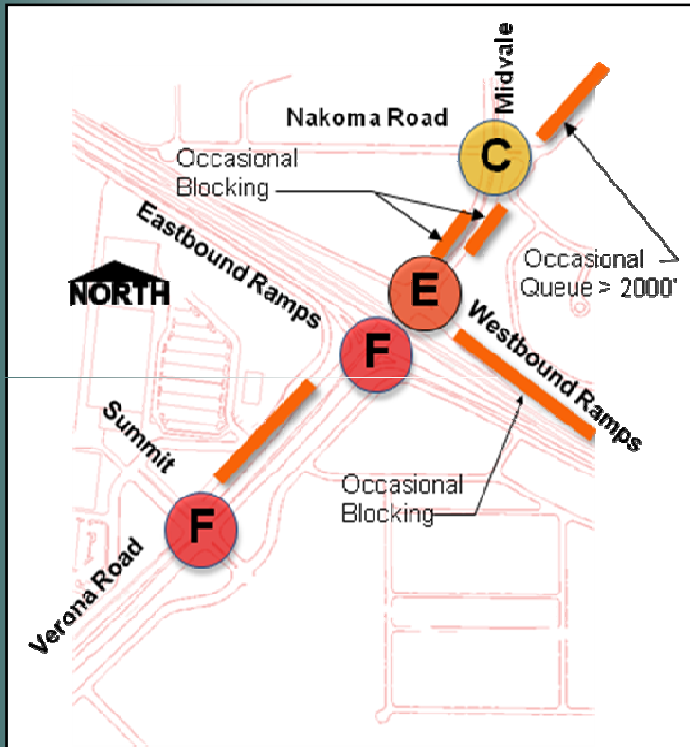 Midvale
Nakoma Road
C
Occasional
Blocking
Eastbound Ramps
Occasional
Queue > 2000'
NORTH
E
Westbound Ramps
F
Summit
Occasional
Blocking
F
Verona Road